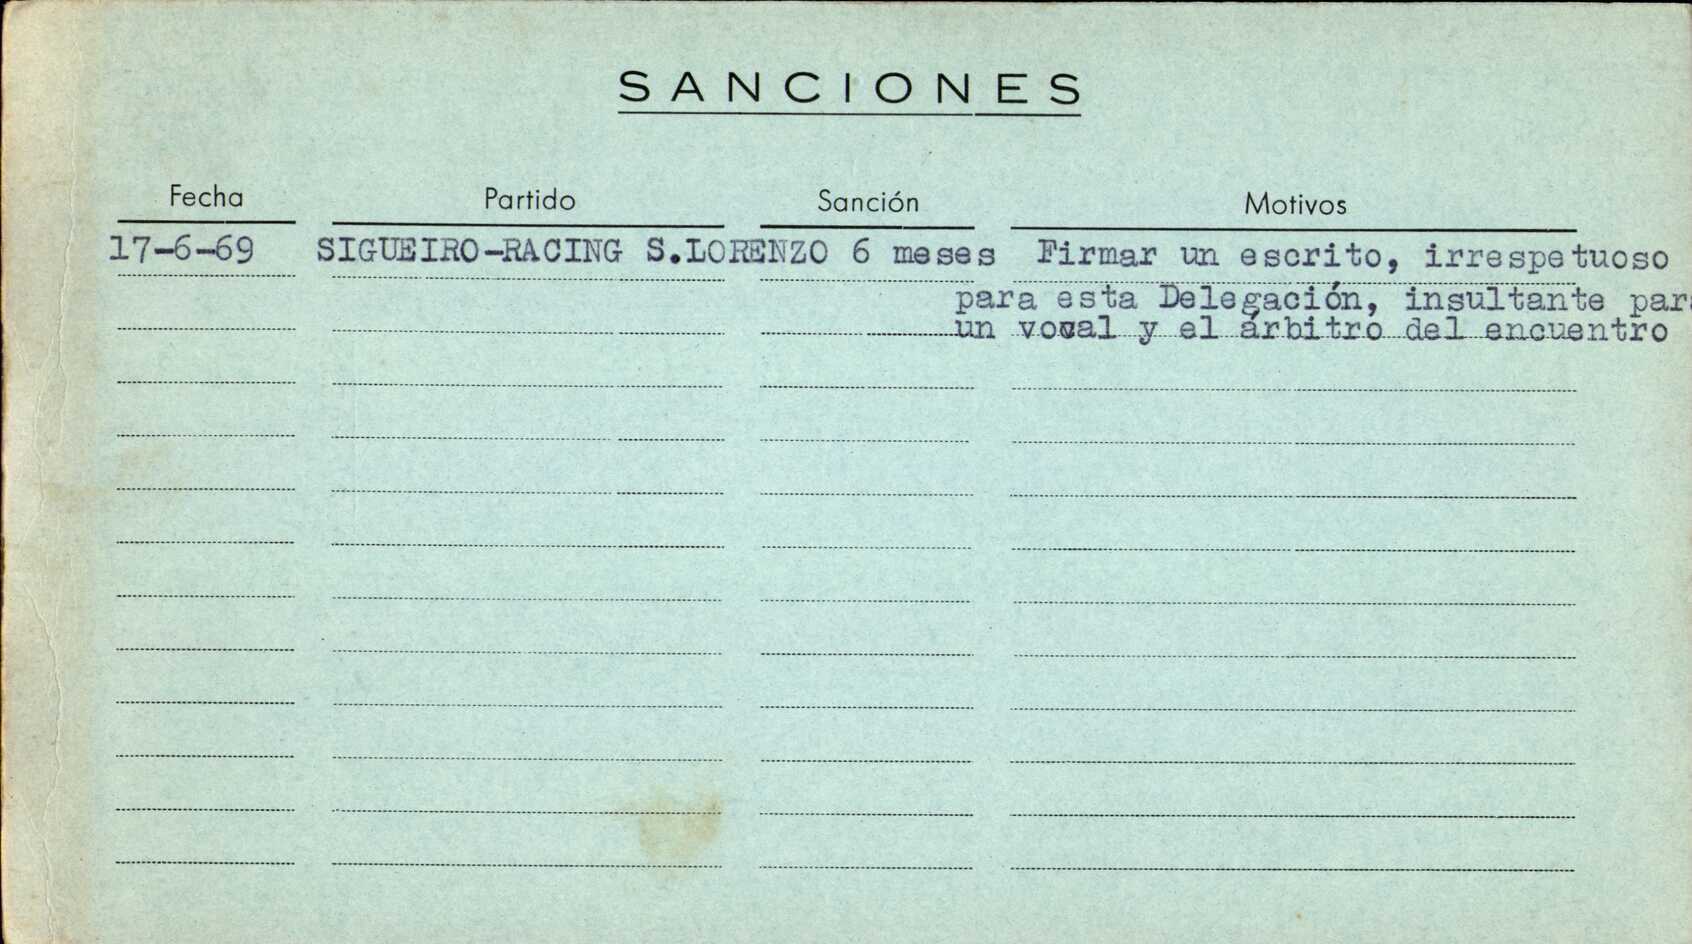 SANCIONES
Fecha Partido Sanción Motivos
17-6-69 SIGUEIRO-RACING S.LORENZO 6 meses Firmar un escrito, irrespetuoso
para esta Delegación, insultante para
un vocal y el árbitro del encuentro